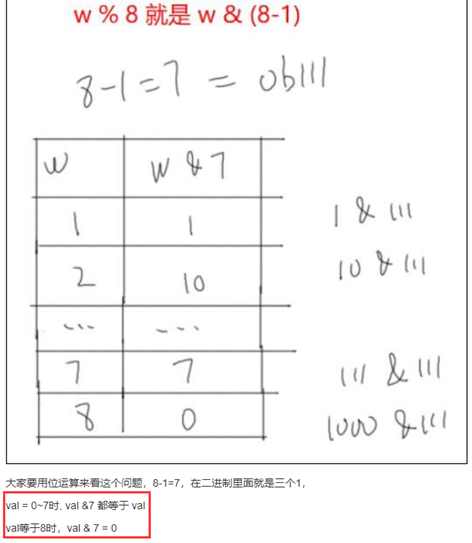 w % 8 就是 w & (8-1)
8-1=7 = 0b111
w w & 7
1 1 1 & 111
2 10 10 & 111
... ...
7 7 111 & 111
8 0 1000 & 111
大家要用位运算来看这个问题，8-1=7，在二进制里面就是三个1，
val = 0~7时, val &7 都等于 val
val等于8时，val & 7 = 0